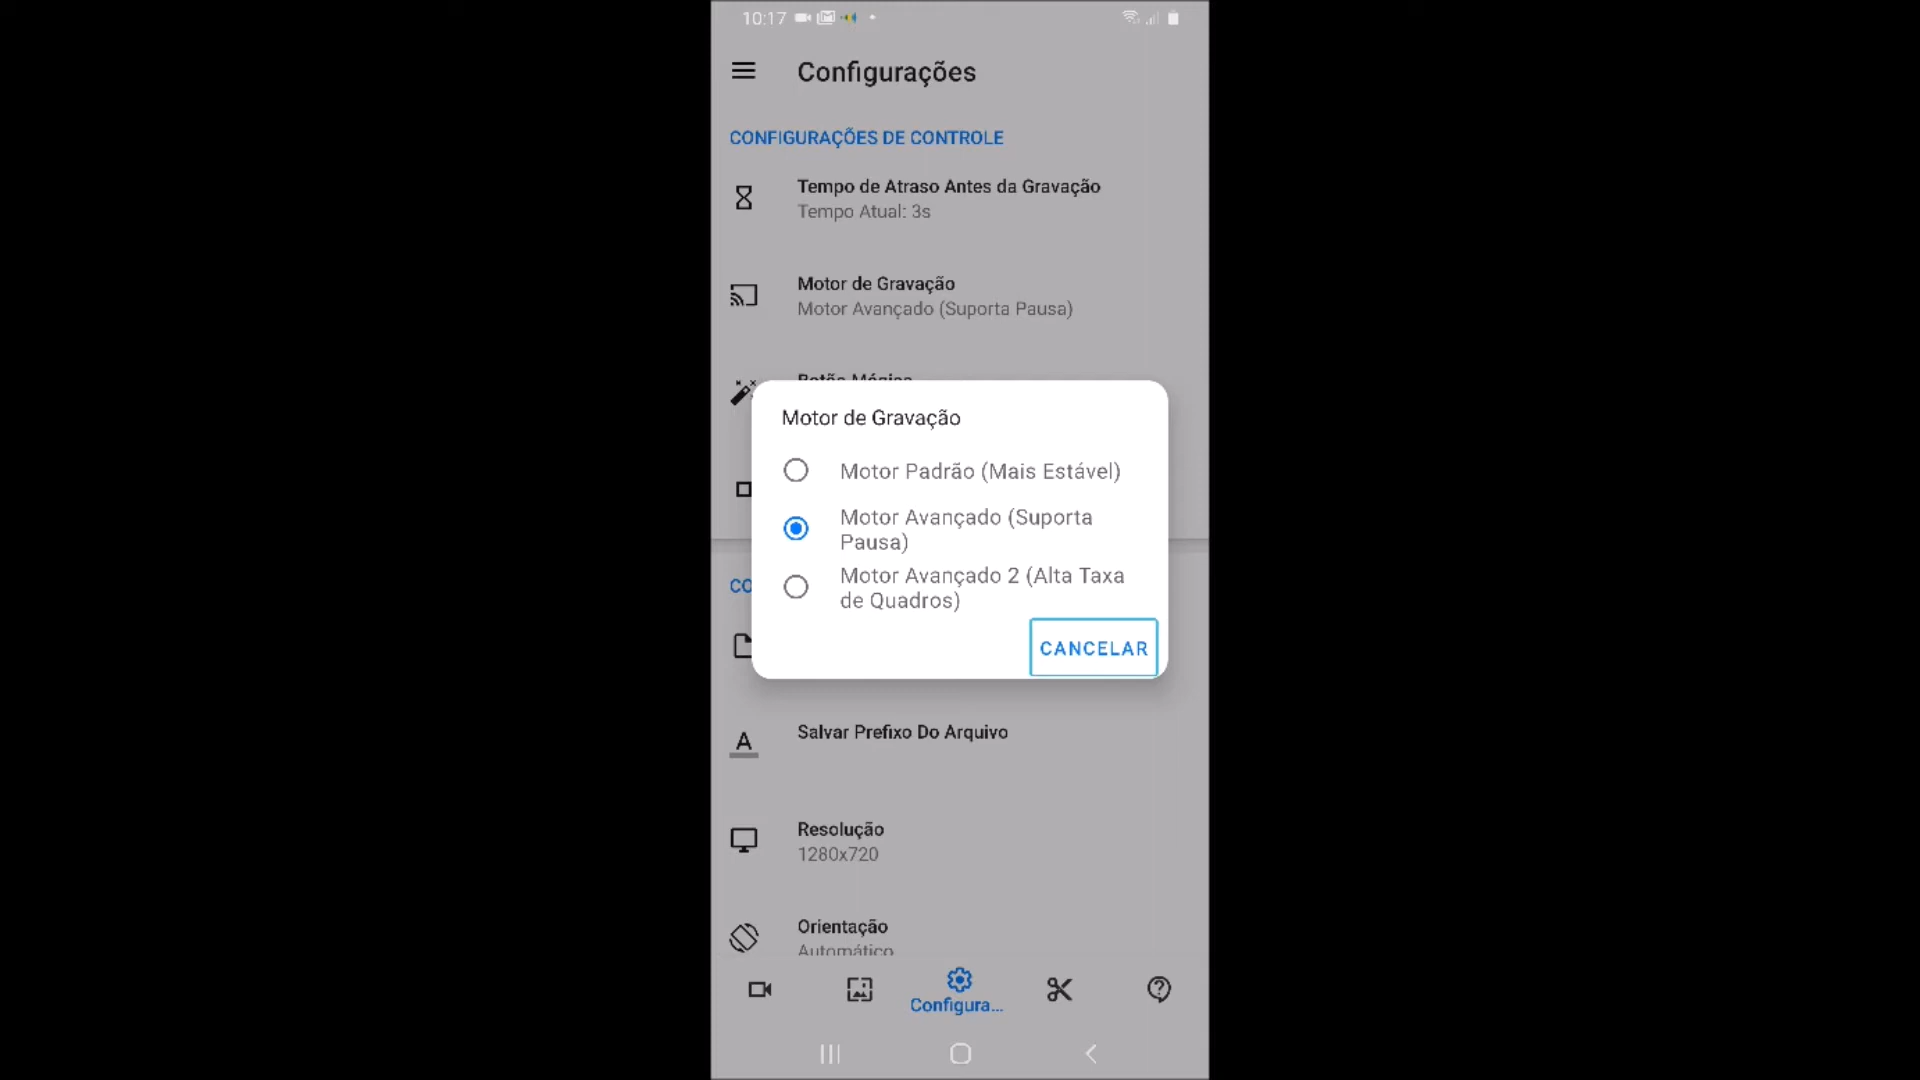 10:17
Configurações
CONFIGURAÇÕES DE CONTROLE
Tempo de Atraso Antes da Gravação
Tempo Atual: 3s
Motor de Gravação
Motor Avançado (Suporta Pausa)
Botão Mágico
Motor de Gravação
Motor Padrão (Mais Estável)
Motor Avançado (Suporta
Pausa)
Motor Avançado 2 (Alta Taxa
de Quadros)
CO
CANCELAR
Salvar Prefixo Do Arquivo
Resolução
1280x720
Orientação
Automático
Configura...